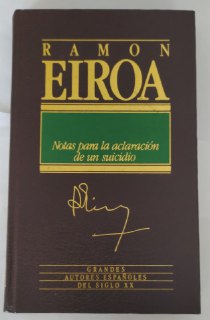 RAMON
EIROA
Notas para la aclaración
de un suicidio
GRANDES
AUTORES ESPAÑOLES
DEL SIGLO XX